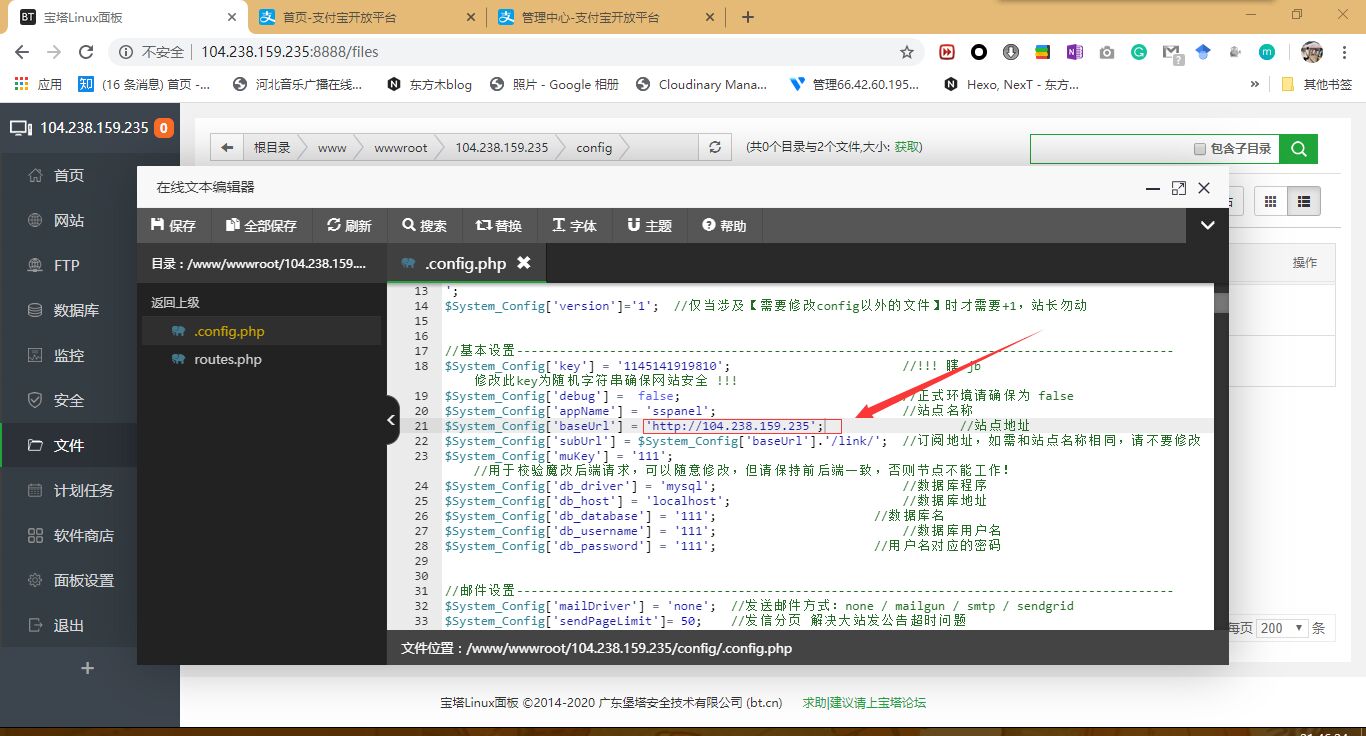 BT 宝塔Linux面板
首页-支付宝开放平台
管理中心-支付宝开放平台
不安全 | 104.238.159.235:8888/files
应用
知 (16 条消息) 首页 -...
河北音乐广播在线...
东方木blog
照片 - Google 相册
Cloudinary Mana...
管理66.42.60.195...
Hexo, NexT - 东方...
»
其他书签
104.238.159.235 0
首页
网站
FTP
数据库
监控
安全
文件
计划任务
软件商店
面板设置
退出
+
根目录
www
wwwroot
104.238.159.235
config
(共0个目录与2个文件,大小: 获取)
包含子目录
操作
在线文本编辑器
保存
全部保存
刷新
搜索
替换
字体
主题
帮助
目录：/www/wwwroot/104.238.159....
.config.php
返回上级
.config.php
routes.php
13 ';
14 $System_Config['version']='1'; //仅当涉及【需要修改config以外的文件】时才需要+1，站长勿动
15
16
17 //基本设置--------------------------------------------------------------------------------------------
18 $System_Config['key'] = '1145141919810'; //!!! 瞎 jb
修改此key为随机字符串确保网站安全 !!!
19 $System_Config['debug'] = false; //正式环境请确保为 false
20 $System_Config['appName'] = 'sspanel'; //站点名称
21 $System_Config['baseUrl'] = 'http://104.238.159.235'; //站点地址
22 $System_Config['subUrl'] = $System_Config['baseUrl'].'/link/'; //订阅地址，如需和站点名称相同，请不要修改
23 $System_Config['muKey'] = '111';
//用于校验魔改后端请求，可以随意修改，但请保持前后端一致，否则节点不能工作！
24 $System_Config['db_driver'] = 'mysql'; //数据库程序
25 $System_Config['db_host'] = 'localhost'; //数据库地址
26 $System_Config['db_database'] = '111'; //数据库名
27 $System_Config['db_username'] = '111'; //数据库用户名
28 $System_Config['db_password'] = '111'; //用户名对应的密码
29
30
31 //邮件设置--------------------------------------------------------------------------------------------
32 $System_Config['mailDriver'] = 'none'; //发送邮件方式：none / mailgun / smtp / sendgrid
33 $System_Config['sendPageLimit']= 50; //发信分页 解决大站发公告超时问题
文件位置：/www/wwwroot/104.238.159.235/config/.config.php
每页 200 条
宝塔Linux面板 ©2014-2020 广东堡塔安全技术有限公司 (bt.cn) 求助|建议请上宝塔论坛